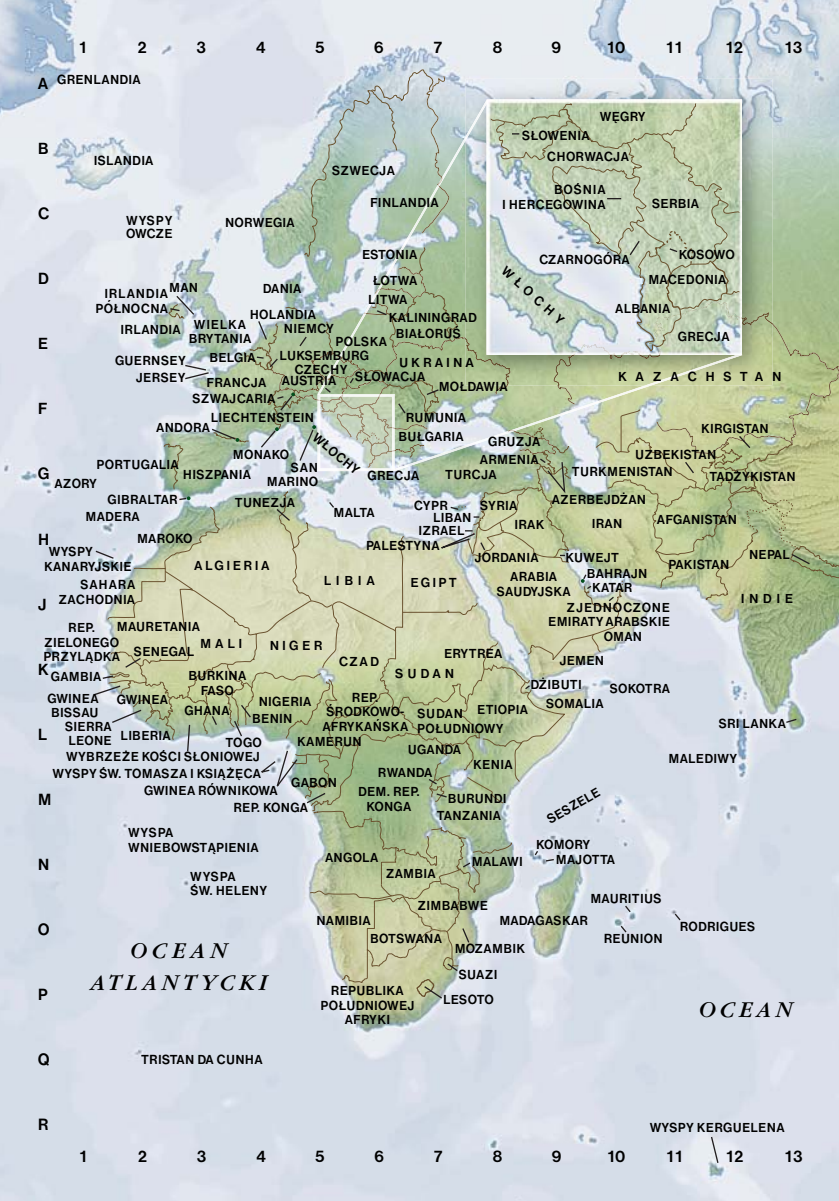 1 2 3 4 5 6 7 8 9 10 11 12 13
A
GRENLANDIA
B
ISLANDIA
SZWECJA
FINLANDIA
C
WYSPY
OWCZE
NORWEGIA
ESTONIA
D
DANIA
ŁOTWA
LITWA
MAN
IRLANDIA
PÓŁNOCNA
IRLANDIA
WIELKA
BRYTANIA
HOLANDIA
NIEMCY
KALININGRAD
BIAŁORUŚ
E
POLSKA
GUERNSEY
JERSEY
BELGIA
LUKSEMBURG
CZECHY
UKRAINA
FRANCJA
AUSTRIA
SŁOWACJA
MOŁDAWIA
SZWAJCARIA
F
LIECHTENSTEIN
RUMUNIA
ANDORA
BUŁGARIA
WĘGRY
SŁOWENIA
CHORWACJA
BOŚNIA
I HERCEGOWINA
SERBIA
CZARNOGÓRA
KOSOWO
MACEDONIA
WŁOCHY
ALBANIA
GRECJA
KAZACHSTAN
KIRGISTAN
GRUZJA
ARMENIA
UZBEKISTAN
TURKMENISTAN
TADŻYKISTAN
MONAKO
WŁOCHY
SAN
MARINO
PORTUGALIA
HISZPANIA
G
AZORY
GRECJA
TURCJA
AZERBEJDŻAN
GIBRALTAR
TUNEZJA
MALTA
CYPR
LIBAN
IZRAEL
SYRIA
IRAK
IRAN
AFGANISTAN
MADERA
H
MAROKO
PALESTYNA
WYSPY
KANARYJSKIE
ALGIERIA
LIBIA
EGIPT
JORDANIA
KUWEJT
BAHRAJN
KATAR
PAKISTAN
NEPAL
SAHARA
ZACHODNIA
J
ARABIA
SAUDYJSKA
ZJEDNOCZONE
EMIRATY ARABSKIE
OMAN
INDIE
REP.
ZIELONEGO
PRZYLĄDKA
MAURETANIA
MALI
NIGER
CZAD
SUDAN
ERYTREA
JEMEN
K
SENEGAL
GAMBIA
BURKINA
FASO
DŻIBUTI
SOKOTRA
GWINEA
BISSAU
GWINEA
GHANA
NIGERIA
BENIN
REP.
ŚRODKOWO-
AFRYKAŃSKA
SUDAN
POŁUDNIOWY
ETIOPIA
SOMALIA
SIERRA
LEONE
LIBERIA
L
TOGO
KAMERUN
UGANDA
SRI LANKA
WYBRZEŻE KOŚCI SŁONIOWEJ
WYSPY ŚW. TOMASZA I KSIĄŻĘCA
GWINEA RÓWNIKOWA
REP. KONGA
GABON
RWANDA
KENIA
MALEDIWY
M
DEM. REP.
KONGA
BURUNDI
TANZANIA
SESZELE
WYSPA
WNIEBOWSTĄPIENIA
KOMORY
MAJOTTA
N
ANGOLA
ZAMBIA
MALAWI
WYSPA
ŚW. HELENY
ZIMBABWE
MAURITIUS
O
NAMIBIA
BOTSWANA
MADAGASKAR
REUNION
RODRIGUES
MOZAMBIK
OCEAN
ATLANTYCKI
SUAZI
P
REPUBLIKA
POŁUDNIOWEJ
AFRYKI
LESOTO
OCEAN
Q
TRISTAN DA CUNHA
R
WYSPY KERGUELENA
1 2 3 4 5 6 7 8 9 10 11 12 13